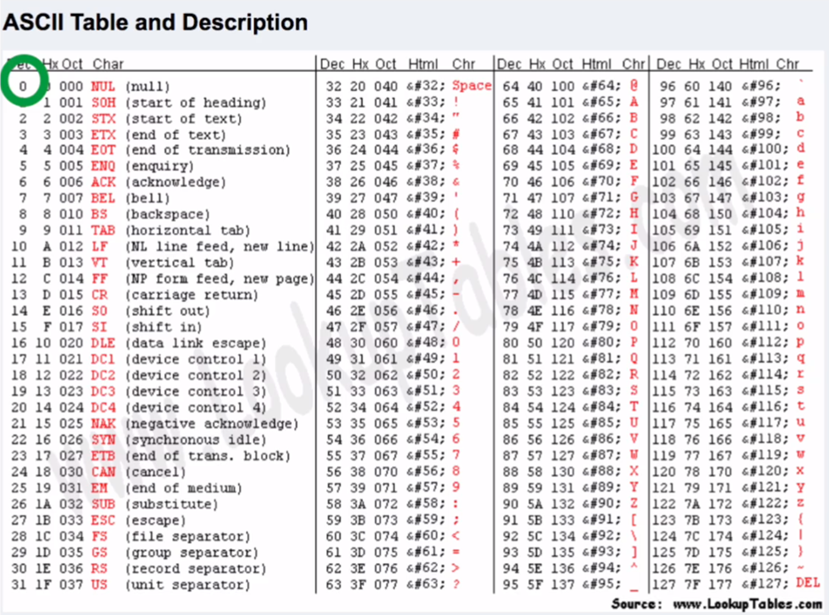 ASCII Table and Description
Dec Hx Oct Char Dec Hx Oct Html Chr Dec Hx Oct Html Chr Dec Hx Oct Html Chr
0 0 000 NUL (null) 32 20 040 &#32; Space 64 40 100 &#64; @ 96 60 140 &#96; `
1 1 001 SOH (start of heading) 33 21 041 &#33; ! 65 41 101 &#65; A 97 61 141 &#97; a
2 2 002 STX (start of text) 34 22 042 &#34; " 66 42 102 &#66; B 98 62 142 &#98; b
3 3 003 ETX (end of text) 35 23 043 &#35; # 67 43 103 &#67; C 99 63 143 &#99; c
4 4 004 EOT (end of transmission) 36 24 044 &#36; $ 68 44 104 &#68; D 100 64 144 &#100; d
5 5 005 ENQ (enquiry) 37 25 045 &#37; % 69 45 105 &#69; E 101 65 145 &#101; e
6 6 006 ACK (acknowledge) 38 26 046 &#38; & 70 46 106 &#70; F 102 66 146 &#102; f
7 7 007 BEL (bell) 39 27 047 &#39; ' 71 47 107 &#71; G 103 67 147 &#103; g
8 8 010 BS (backspace) 40 28 050 &#40; ( 72 48 110 &#72; H 104 68 150 &#104; h
9 9 011 TAB (horizontal tab) 41 29 051 &#41; ) 73 49 111 &#73; I 105 69 151 &#105; i
10 A 012 LF (NL line feed, new line) 42 2A 052 &#42; * 74 4A 112 &#74; J 106 6A 152 &#106; j
11 B 013 VT (vertical tab) 43 2B 053 &#43; + 75 4B 113 &#75; K 107 6B 153 &#107; k
12 C 014 FF (NP form feed, new page) 44 2C 054 &#44; , 76 4C 114 &#76; L 108 6C 154 &#108; l
13 D 015 CR (carriage return) 45 2D 055 &#45; - 77 4D 115 &#77; M 109 6D 155 &#109; m
14 E 016 SO (shift out) 46 2E 056 &#46; . 78 4E 116 &#78; N 110 6E 156 &#110; n
15 F 017 SI (shift in) 47 2F 057 &#47; / 79 4F 117 &#79; O 111 6F 157 &#111; o
16 10 020 DLE (data link escape) 48 30 060 &#48; 0 80 50 120 &#80; P 112 70 160 &#112; p
17 11 021 DC1 (device control 1) 49 31 061 &#49; 1 81 51 121 &#81; Q 113 71 161 &#113; q
18 12 022 DC2 (device control 2) 50 32 062 &#50; 2 82 52 122 &#82; R 114 72 162 &#114; r
19 13 023 DC3 (device control 3) 51 33 063 &#51; 3 83 53 123 &#83; S 115 73 163 &#115; s
20 14 024 DC4 (device control 4) 52 34 064 &#52; 4 84 54 124 &#84; T 116 74 164 &#116; t
21 15 025 NAK (negative acknowledge) 53 35 065 &#53; 5 85 55 125 &#85; U 117 75 165 &#117; u
22 16 026 SYN (synchronous idle) 54 36 066 &#54; 6 86 56 126 &#86; V 118 76 166 &#118; v
23 17 027 ETB (end of trans. block) 55 37 067 &#55; 7 87 57 127 &#87; W 119 77 167 &#119; w
24 18 030 CAN (cancel) 56 38 070 &#56; 8 88 58 130 &#88; X 120 78 170 &#120; x
25 19 031 EM (end of medium) 57 39 071 &#57; 9 89 59 131 &#89; Y 121 79 171 &#121; y
26 1A 032 SUB (substitute) 58 3A 072 &#58; : 90 5A 132 &#90; Z 122 7A 172 &#122; z
27 1B 033 ESC (escape) 59 3B 073 &#59; ; 91 5B 133 &#91; [ 123 7B 173 &#123; {
28 1C 034 FS (file separator) 60 3C 074 &#60; < 92 5C 134 &#92; \ 124 7C 174 &#124; |
29 1D 035 GS (group separator) 61 3D 075 &#61; = 93 5D 135 &#93; ] 125 7D 175 &#125; }
30 1E 036 RS (record separator) 62 3E 076 &#62; > 94 5E 136 &#94; ^ 126 7E 176 &#126; ~
31 1F 037 US (unit separator) 63 3F 077 &#63; ? 95 5F 137 &#95; _ 127 7F 177 &#127; DEL
Source: www.LookupTables.com
www.LookupTables.com